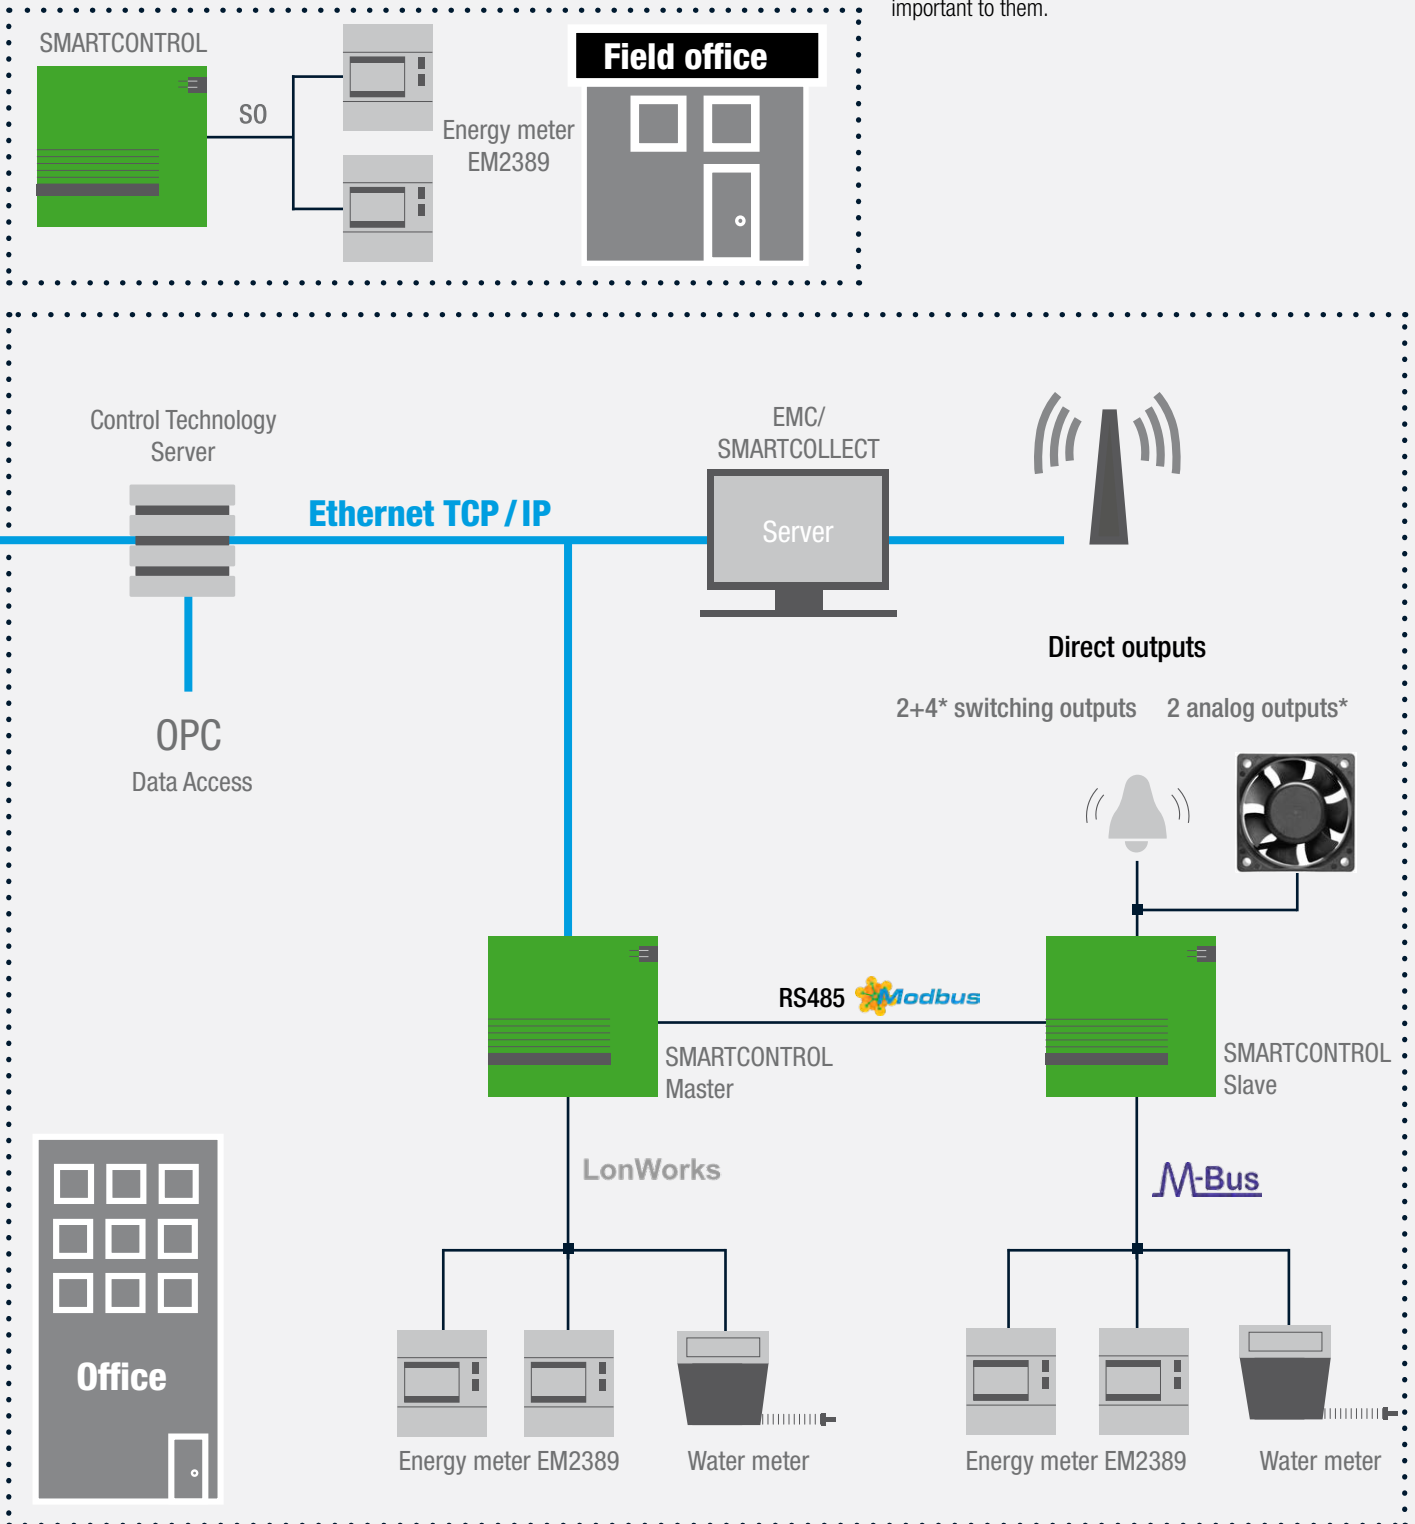 important to them.
SMARTCONTROL
S0
Energy meter
EM2389
Field office
Control Technology
Server
Ethernet TCP / IP
EMC/
SMARTCOLLECT
Server
OPC
Data Access
Direct outputs
2+4* switching outputs
2 analog outputs*
RS485 Modbus
SMARTCONTROL
Master
SMARTCONTROL
Slave
LonWorks
M-Bus
Office
Energy meter EM2389
Water meter
Energy meter EM2389
Water meter